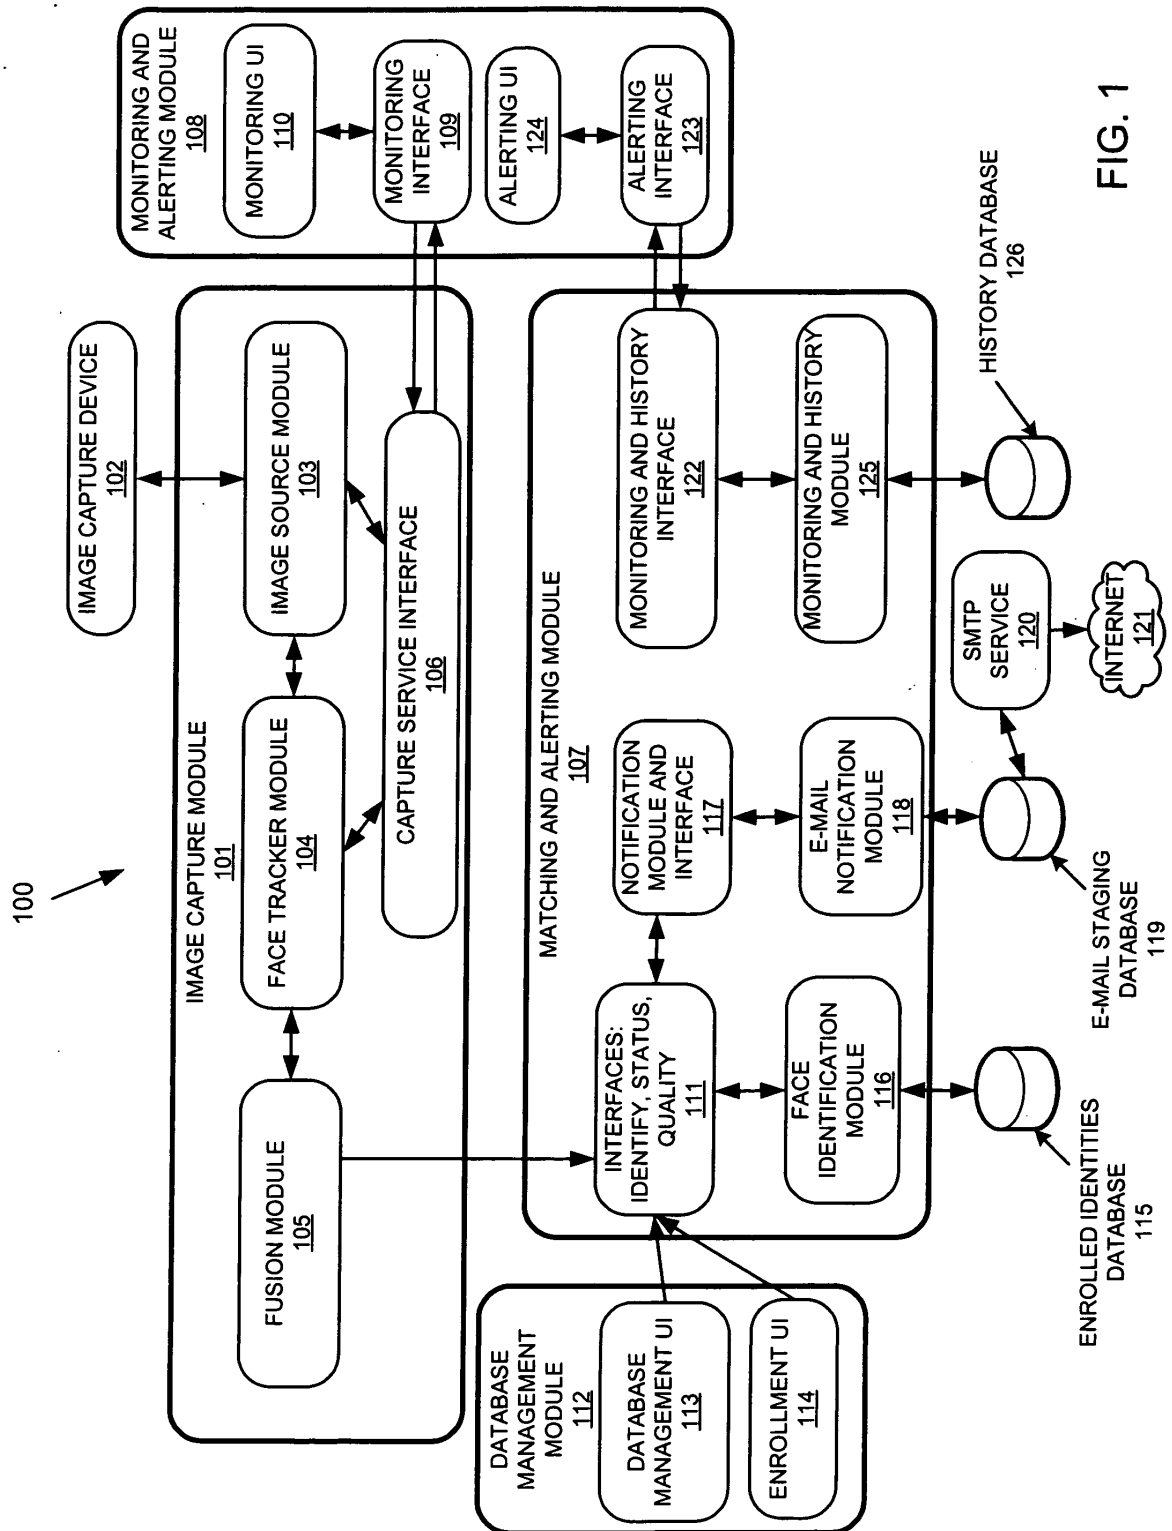 100
IMAGE CAPTURE DEVICE
102
IMAGE CAPTURE MODULE
101
FUSION MODULE
105
FACE TRACKER MODULE
104
IMAGE SOURCE MODULE
103
CAPTURE SERVICE INTERFACE
106
MONITORING AND
ALERTING MODULE
108
MONITORING UI
110
MONITORING
INTERFACE
109
ALERTING UI
124
ALERTING
INTERFACE
123
DATABASE
MANAGEMENT
MODULE
112
DATABASE
MANAGEMENT UI
113
ENROLLMENT UI
114
MATCHING AND ALERTING MODULE
107
INTERFACES:
IDENTIFY, STATUS,
QUALITY
111
NOTIFICATION
MODULE AND
INTERFACE
117
MONITORING AND HISTORY
INTERFACE
122
FACE
IDENTIFICATION
MODULE
116
E-MAIL
NOTIFICATION
MODULE
118
MONITORING AND HISTORY
MODULE
125
SMTP
SERVICE
120
INTERNET
121
ENROLLED IDENTITIES
DATABASE
115
E-MAIL STAGING
DATABASE
119
HISTORY DATABASE
126
FIG. 1